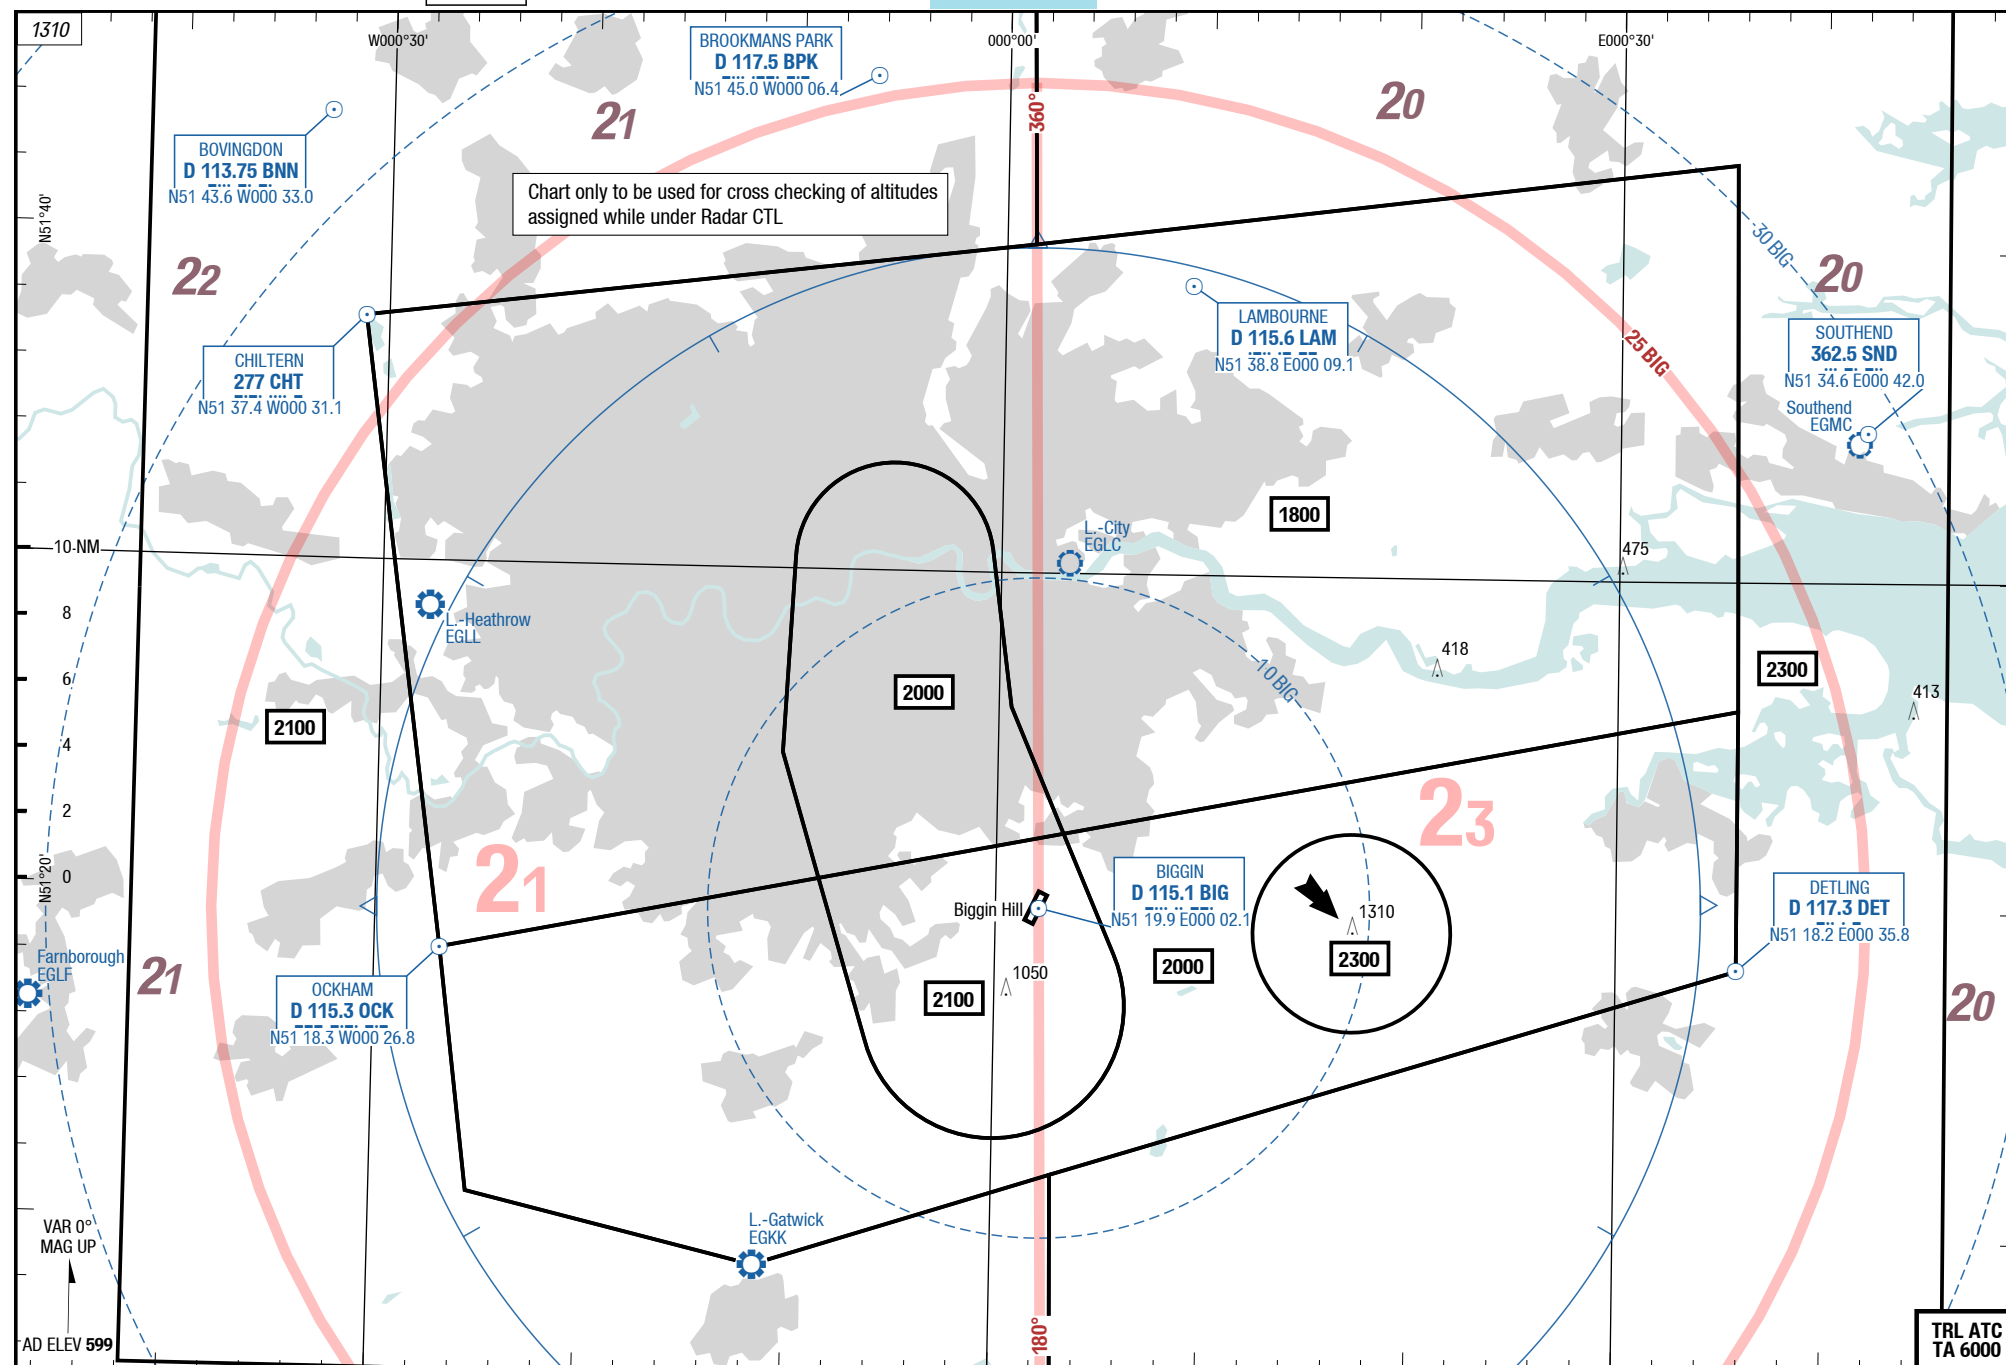 1310
W000°30'
BROOKMANS PARK
D 117.5 BPK
N51 45.0 W000 06.4
000°00'
E000°30'
360°
21
20
BOVINGDON
D 113.75 BNN
N51 43.6 W000 33.0
Chart only to be used for cross checking of altitudes
assigned while under Radar CTL
N51°40'
22
30 BIG
20
CHILTERN
277 CHT
N51 37.4 W000 31.1
LAMBOURNE
D 115.6 LAM
N51 38.8 E000 09.1
25 BIG
SOUTHEND
362.5 SND
N51 34.6 E000 42.0
Southend
EGMC
1800
L.-City
EGLC
10 NM
475
8
L.-Heathrow
EGLL
418
6
2000
10 BIG
2300
413
2100
4
2
23
21
N51°20'
0
BIGGIN
D 115.1 BIG
N51 19.9 E000 02.1
Biggin Hill
1310
2300
DETLING
D 117.3 DET
N51 18.2 E000 35.8
Farnborough
EGLF
21
1050
2100
2000
OCKHAM
D 115.3 OCK
N51 18.3 W000 26.8
20
L.-Gatwick
EGKK
VAR 0°
MAG UP
180°
AD ELEV 599
TRL ATC
TA 6000